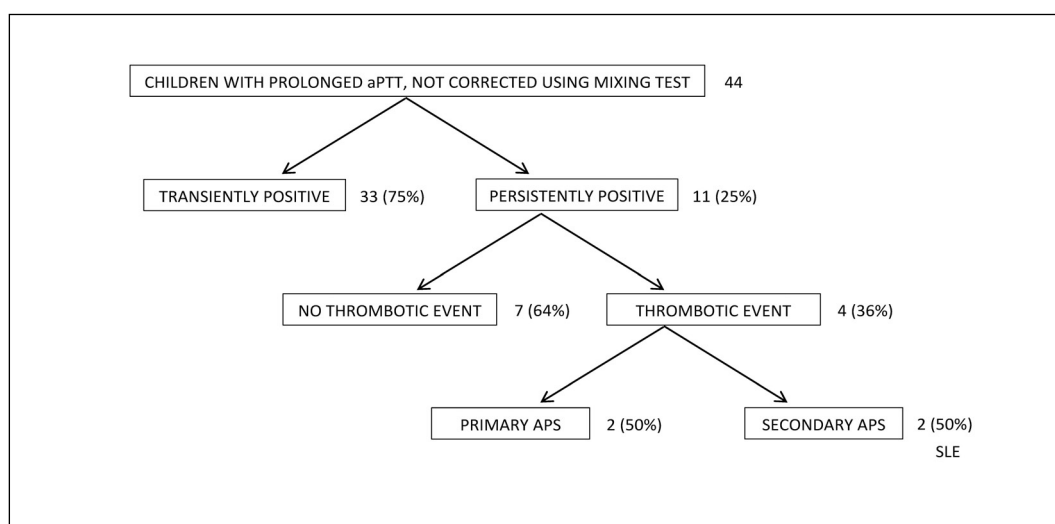 CHILDREN WITH PROLONGED aPTT, NOT CORRECTED USING MIXING TEST 44
TRANSIENTLY POSITIVE 33 (75%) PERSISTENTLY POSITIVE 11 (25%)
NO THROMBOTIC EVENT 7 (64%) THROMBOTIC EVENT 4 (36%)
PRIMARY APS 2 (50%) SECONDARY APS 2 (50%)
SLE